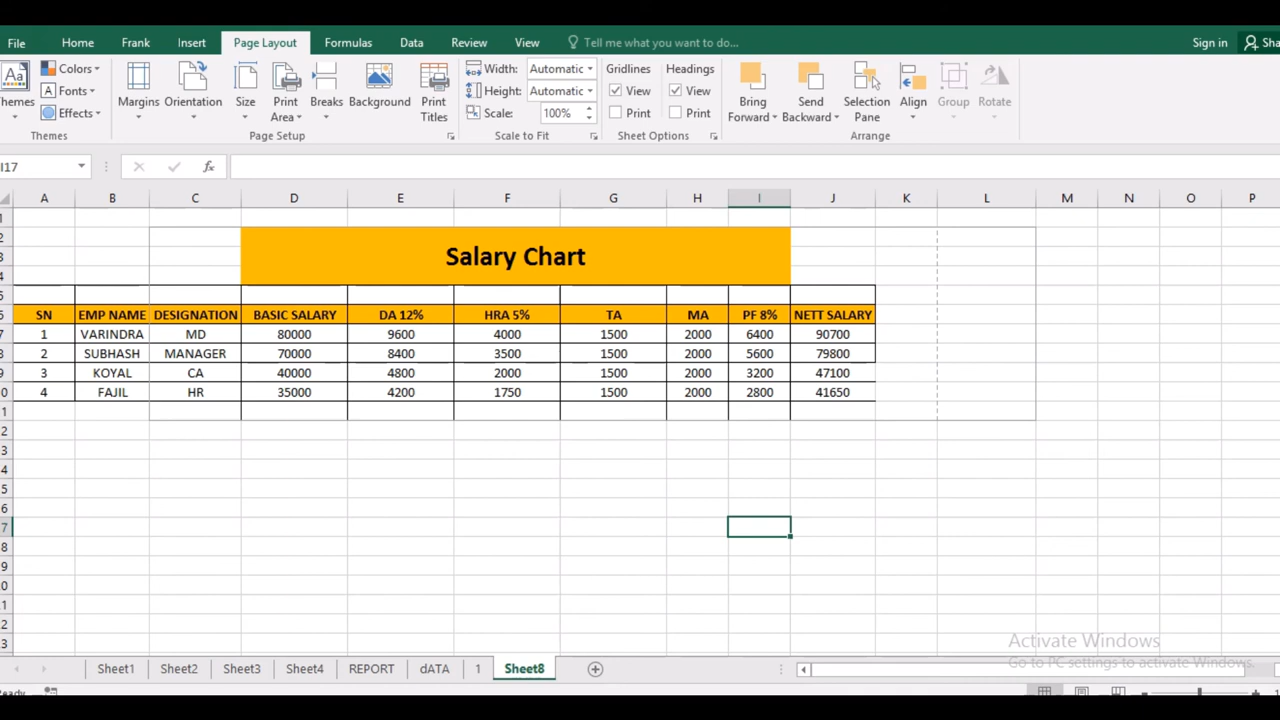 File Home Frank Insert Page Layout Formulas Data Review View Tell me what you want to do... Sign in
Colors Width: Automatic Gridlines Headings
Fonts Height: Automatic View View
Themes Margins Orientation Size Print Area Breaks Background Print Titles Bring Forward Send Backward Selection Pane Align Group Rotate
Effects Scale: 100% Print Print
Themes Page Setup Scale to Fit Sheet Options Arrange
I17 fx
A B C D E F G H I J K L M N O P
Salary Chart
SN EMP NAME DESIGNATION BASIC SALARY DA 12% HRA 5% TA MA PF 8% NETT SALARY
1 VARINDRA MD 80000 9600 4000 1500 2000 6400 90700
2 SUBHASH MANAGER 70000 8400 3500 1500 2000 5600 79800
3 KOYAL CA 40000 4800 2000 1500 2000 3200 47100
4 FAJIL HR 35000 4200 1750 1500 2000 2800 41650
Activate Windows
Go to PC settings to activate Windows.
Sheet1 Sheet2 Sheet3 Sheet4 REPORT dATA 1 Sheet8